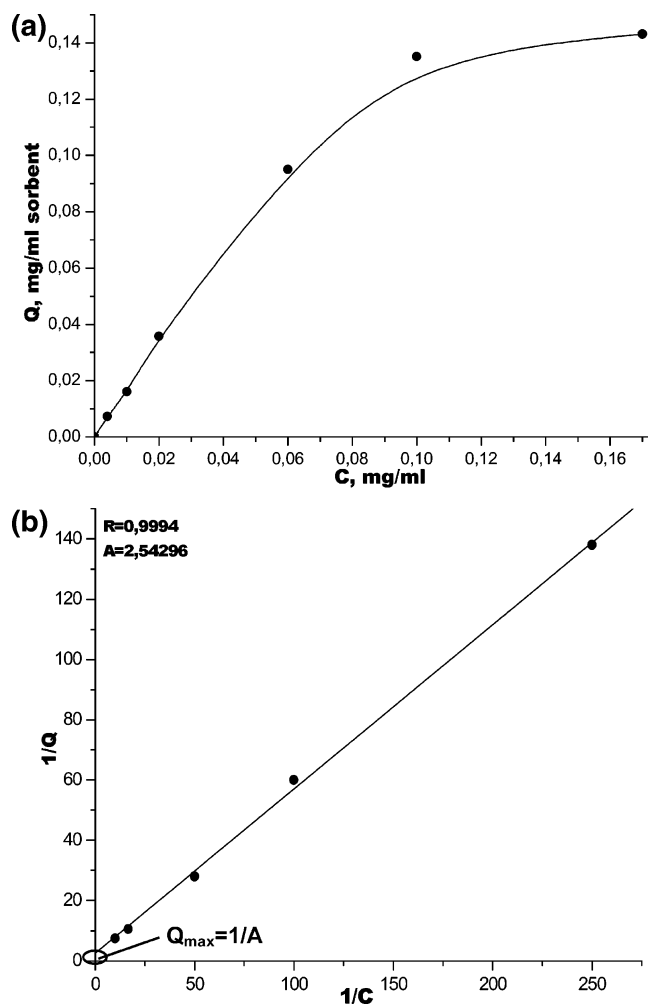 (a)
0,14
0,12
0,10
0,08
0,06
0,04
0,02
0,00
Q, mg/ml sorbent
0,00 0,02 0,04 0,06 0,08 0,10 0,12 0,14 0,16
C, mg/ml
(b)
R=0,9994
A=2,54296
140
120
100
80
60
40
20
0
1/Q
Qmax=1/A
0 50 100 150 200 250
1/C